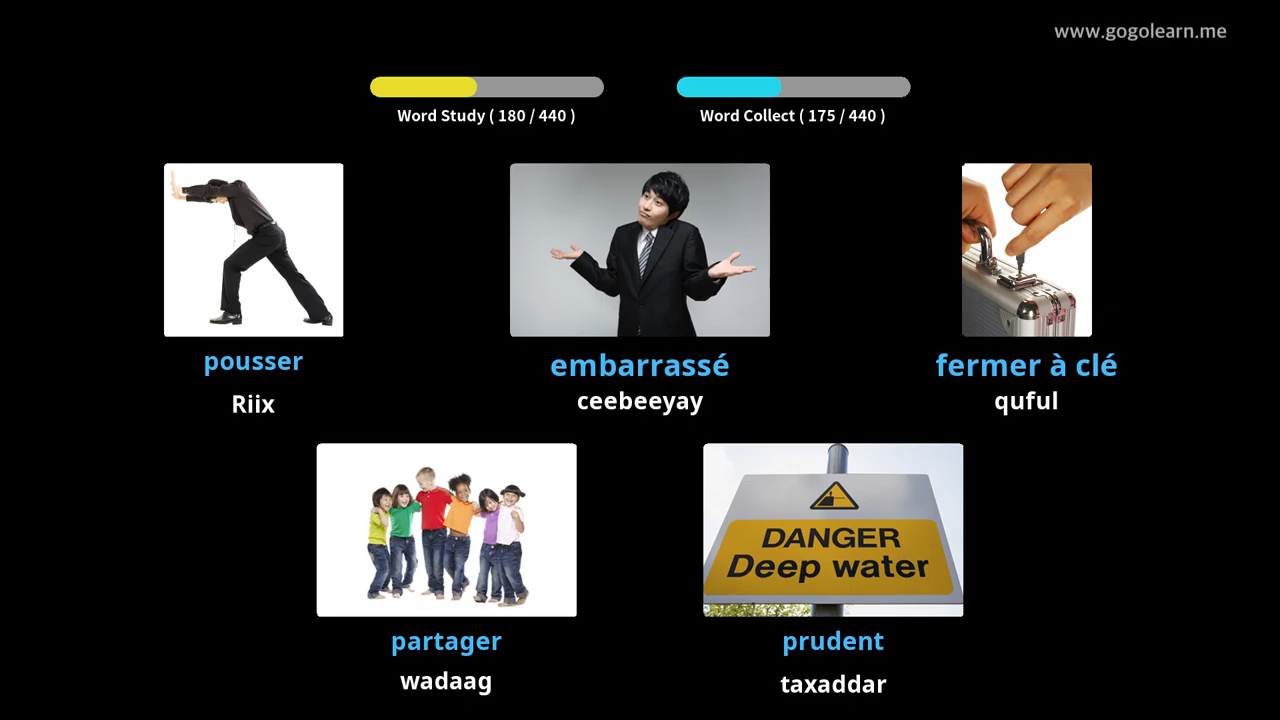 www.gogolearn.me
Word Study ( 180 / 440 )
Word Collect ( 175 / 440 )
pousser
Riix
embarrassé
ceebeeyay
fermer à clé
quful
DANGER
Deep water
partager
wadaag
prudent
taxaddar